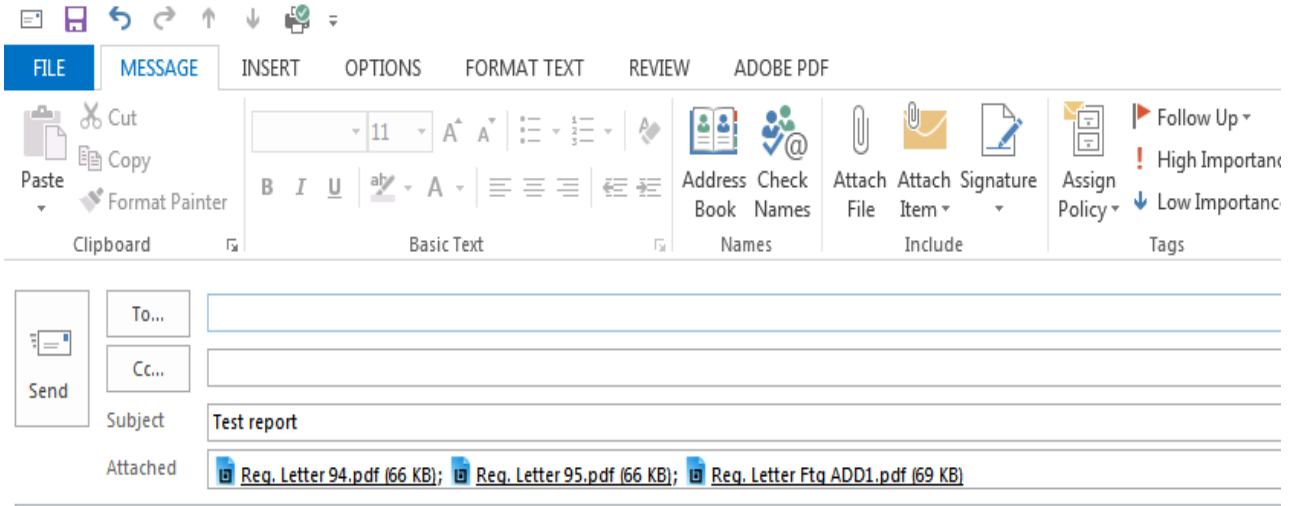 FILE MESSAGE INSERT OPTIONS FORMAT TEXT REVIEW ADOBE PDF
Paste
Cut
Copy
Format Painter
Clipboard
11 A A A
B I U ab A
Basic Text
Address Book
Check Names
Names
Attach File
Attach Item
Signature
Include
Assign Policy
Follow Up
High Importanc
Low Importanc
Tags
Send
To...
Cc...
Subject Test report
Attached Reg. Letter 94.pdf (66 KB); Reg. Letter 95.pdf (66 KB); Reg. Letter Ftg ADD1.pdf (69 KB)